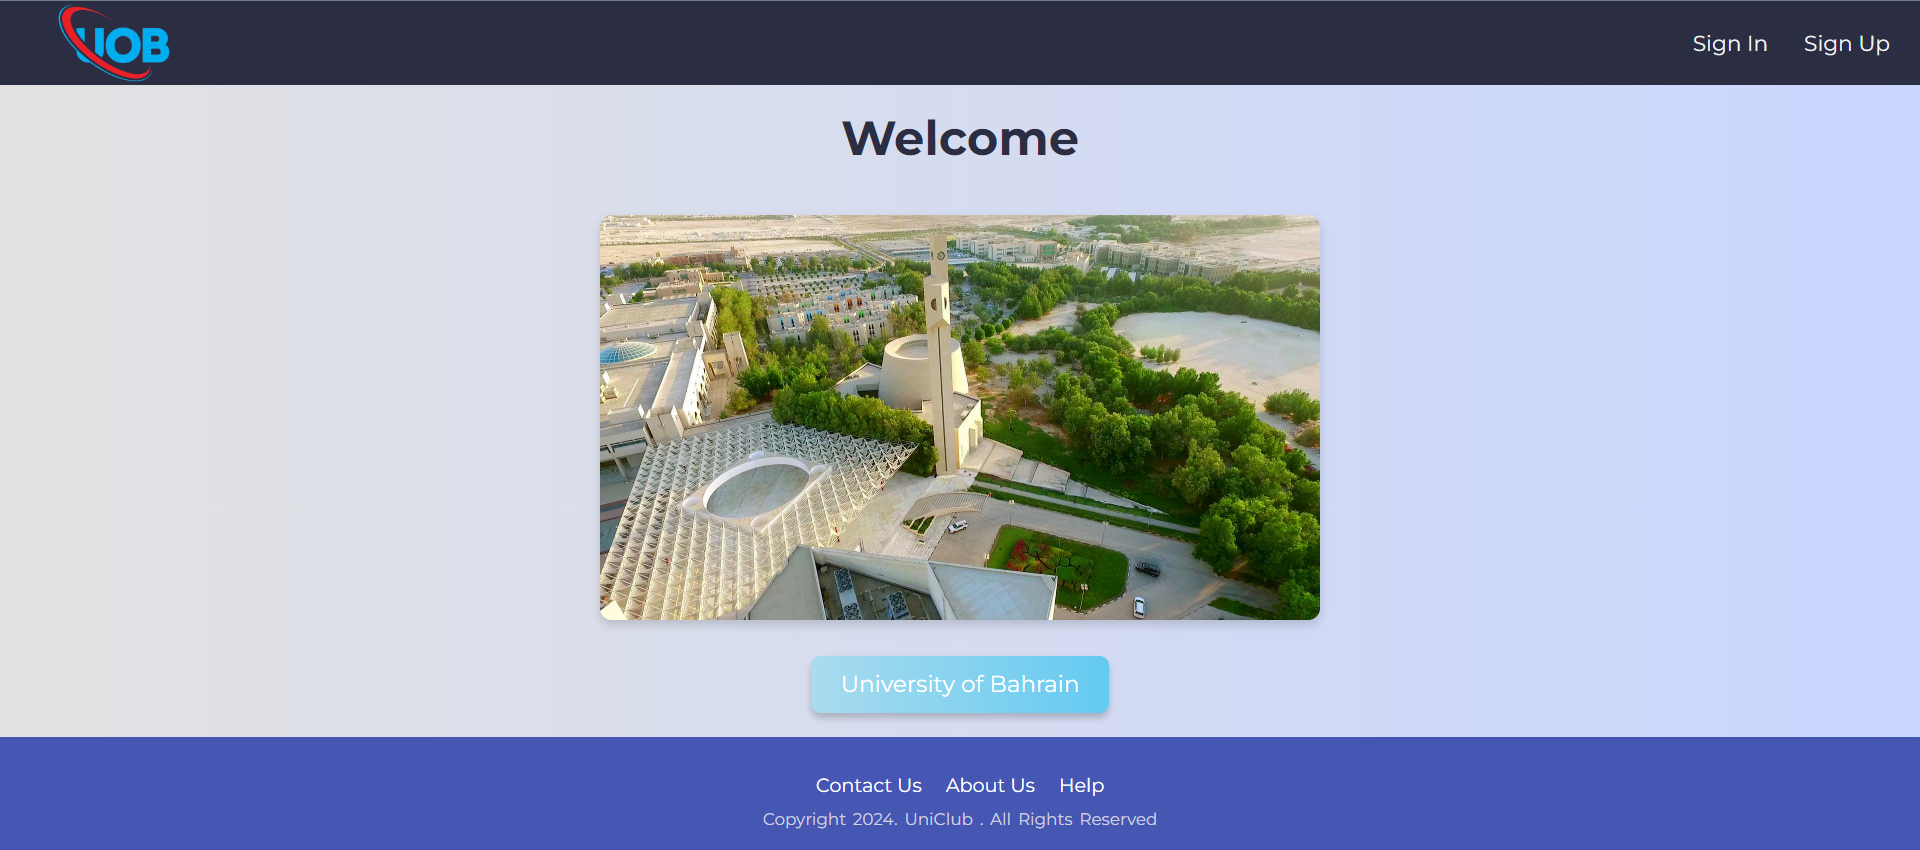 UOB
Sign In Sign Up
Welcome
University of Bahrain
Contact Us About Us Help
Copyright 2024. UniClub . All Rights Reserved